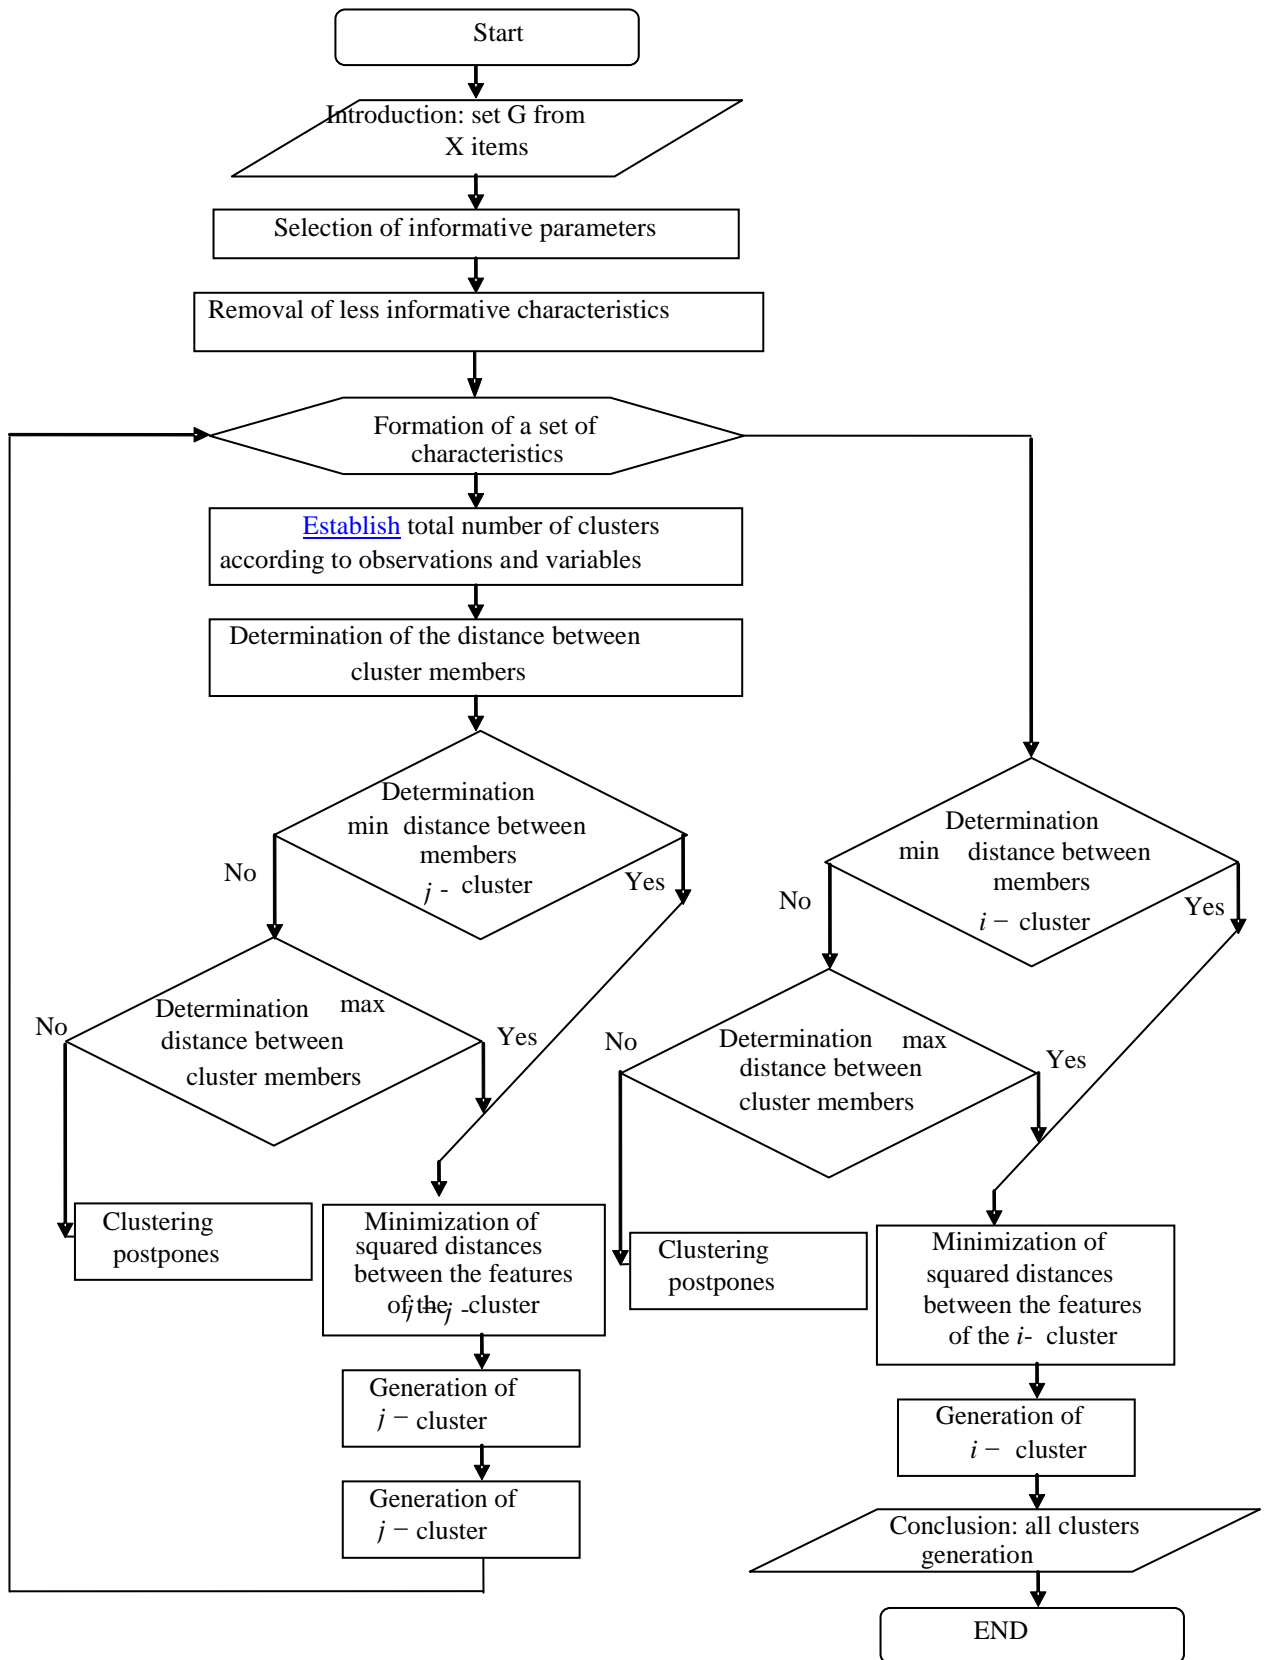 Start
Introduction: set G from
X items
Selection of informative parameters
Removal of less informative characteristics
Formation of a set of
characteristics
Establish total number of clusters
according to observations and variables
Determination of the distance between
cluster members
Determination
min distance between
members
j - cluster
No
Yes
Determination max
distance between
cluster members
No
Yes
Clustering
postpones
Minimization of
squared distances
between the features
of the j - cluster
Generation of
j − cluster
Generation of
j − cluster
Determination
min distance between
members
i − cluster
No
Yes
Determination max
distance between
cluster members
No
Yes
Clustering
postpones
Minimization of
squared distances
between the features
of the i- cluster
Generation of
i − cluster
Conclusion: all clusters
generation
END